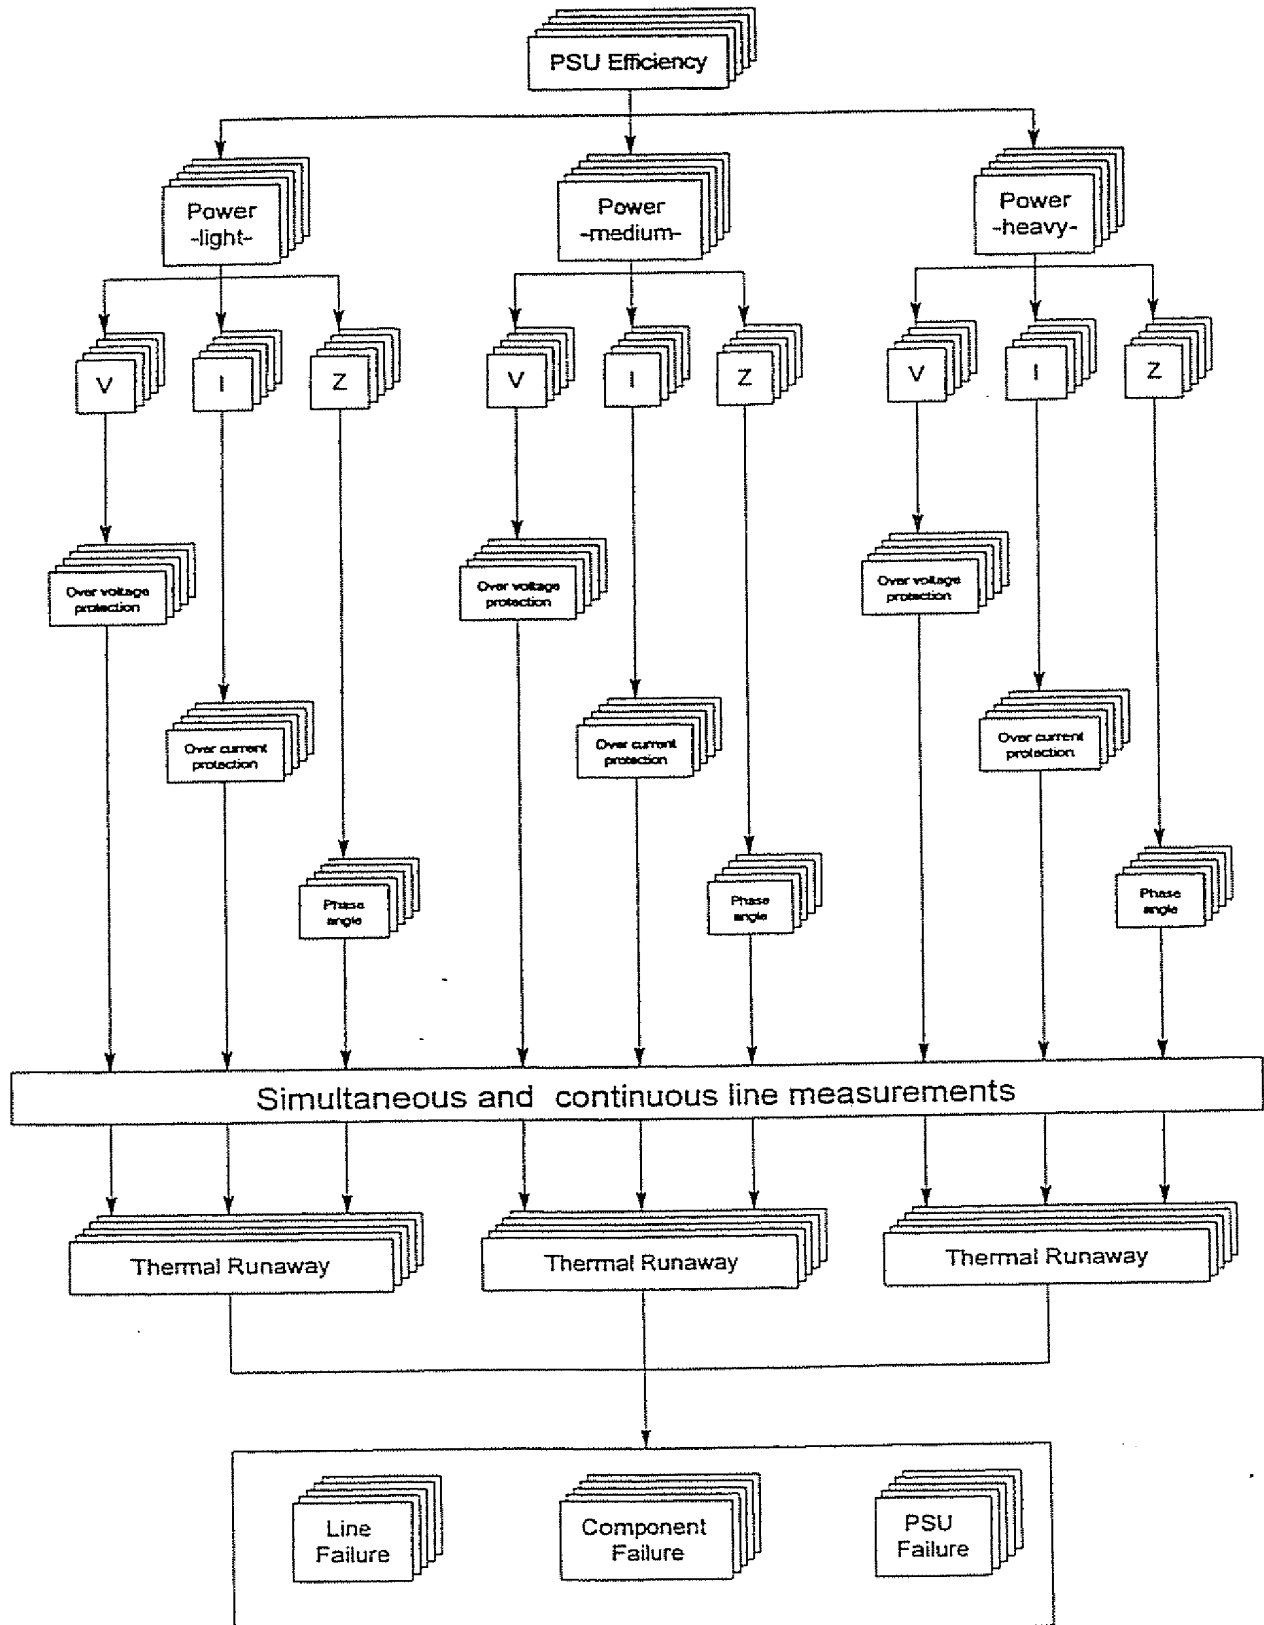 PSU Efficiency
Power
-light-
Power
-medium-
Power
-heavy-
V
I
Z
V
I
Z
V
I
Z
Over voltage
protection
Over voltage
protection
Over voltage
protection
Over current
protection
Over current
protection
Over current
protection
Phase
angle
Phase
angle
Phase
angle
Simultaneous and continuous line measurements
Thermal Runaway
Thermal Runaway
Thermal Runaway
Line
Failure
Component
Failure
PSU
Failure